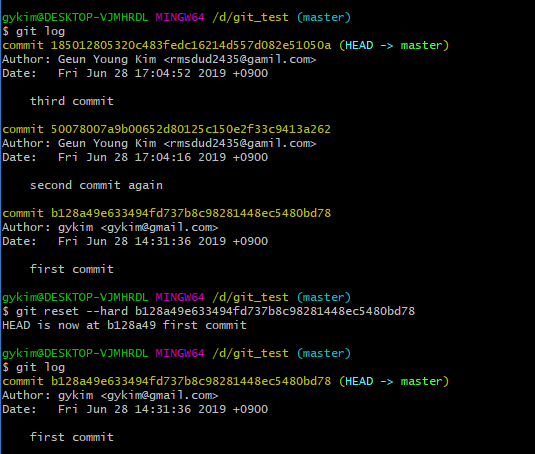 gykim@DESKTOP-VJMHRDL MINGW64 /d/git_test (master)
$ git log
commit 185012805320c483fedc16214d557d082e51050a (HEAD -> master)
Author: Geun Young Kim <rmsdud2435@gamil.com>
Date:   Fri Jun 28 17:04:52 2019 +0900
    third commit
commit 50078007a9b00652d80125c150e2f33c9413a262
Author: Geun Young Kim <rmsdud2435@gamil.com>
Date:   Fri Jun 28 17:04:16 2019 +0900
    second commit again
commit b128a49e633494fd737b8c98281448ec5480bd78
Author: gykim <gykim@gmail.com>
Date:   Fri Jun 28 14:31:36 2019 +0900
    first commit
gykim@DESKTOP-VJMHRDL MINGW64 /d/git_test (master)
$ git reset --hard b128a49e633494fd737b8c98281448ec5480bd78
HEAD is now at b128a49 first commit
gykim@DESKTOP-VJMHRDL MINGW64 /d/git_test (master)
$ git log
commit b128a49e633494fd737b8c98281448ec5480bd78 (HEAD -> master)
Author: gykim <gykim@gmail.com>
Date:   Fri Jun 28 14:31:36 2019 +0900
    first commit